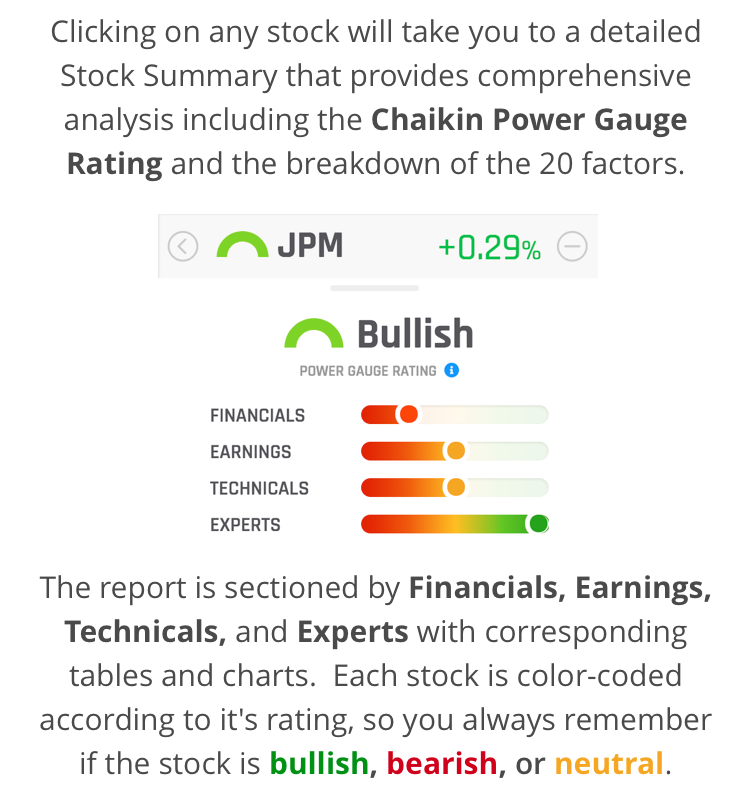 Clicking on any stock will take you to a detailed
Stock Summary that provides comprehensive
analysis including the Chaikin Power Gauge
Rating and the breakdown of the 20 factors.
JPM +0.29%
Bullish
POWER GAUGE RATING i
FINANCIALS
EARNINGS
TECHNICALS
EXPERTS
The report is sectioned by Financials, Earnings,
Technicals, and Experts with corresponding
tables and charts.  Each stock is color-coded
according to it's rating, so you always remember
if the stock is bullish, bearish, or neutral.